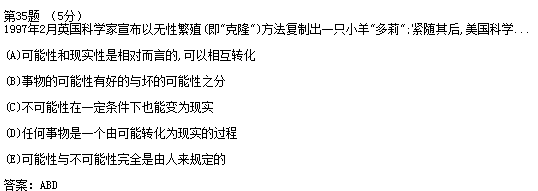 第35题 (5分)
1997年2月英国科学家宣布以无性繁殖(即“克隆“)方法复制出一只小羊“多莉“;紧随其后,美国科学...
(A)可能性和现实性是相对而言的,可以相互转化
(B)事物的可能性有好的与坏的可能性之分
(C)不可能性在一定条件下也能变为现实
(D)任何事物是一个由可能转化为现实的过程
(E)可能性与不可能性完全是由人来规定的
答案: ABD